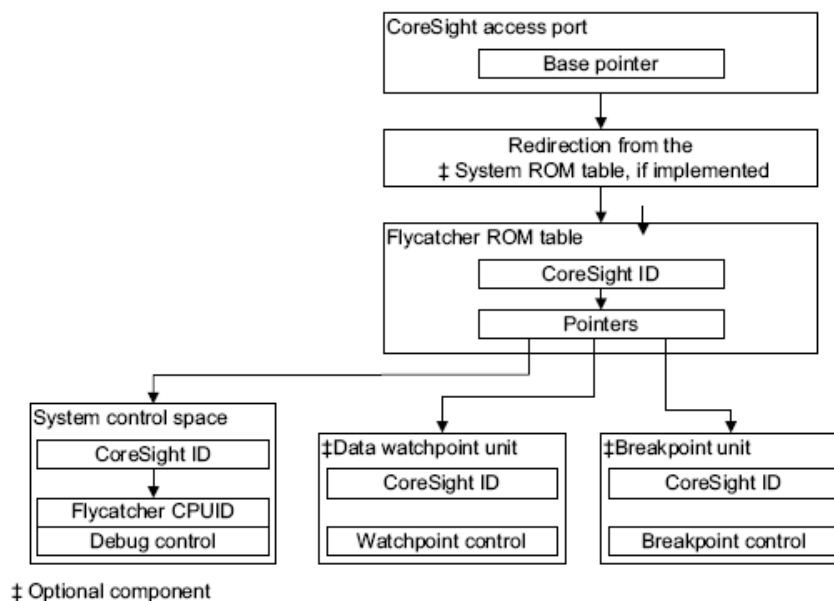 CoreSight access port
Base pointer
Redirection from the
‡ System ROM table, if implemented
Flycatcher ROM table
CoreSight ID
Pointers
System control space
CoreSight ID
Flycatcher CPUID
Debug control
‡Data watchpoint unit
CoreSight ID
Watchpoint control
‡Breakpoint unit
CoreSight ID
Breakpoint control
‡ Optional component